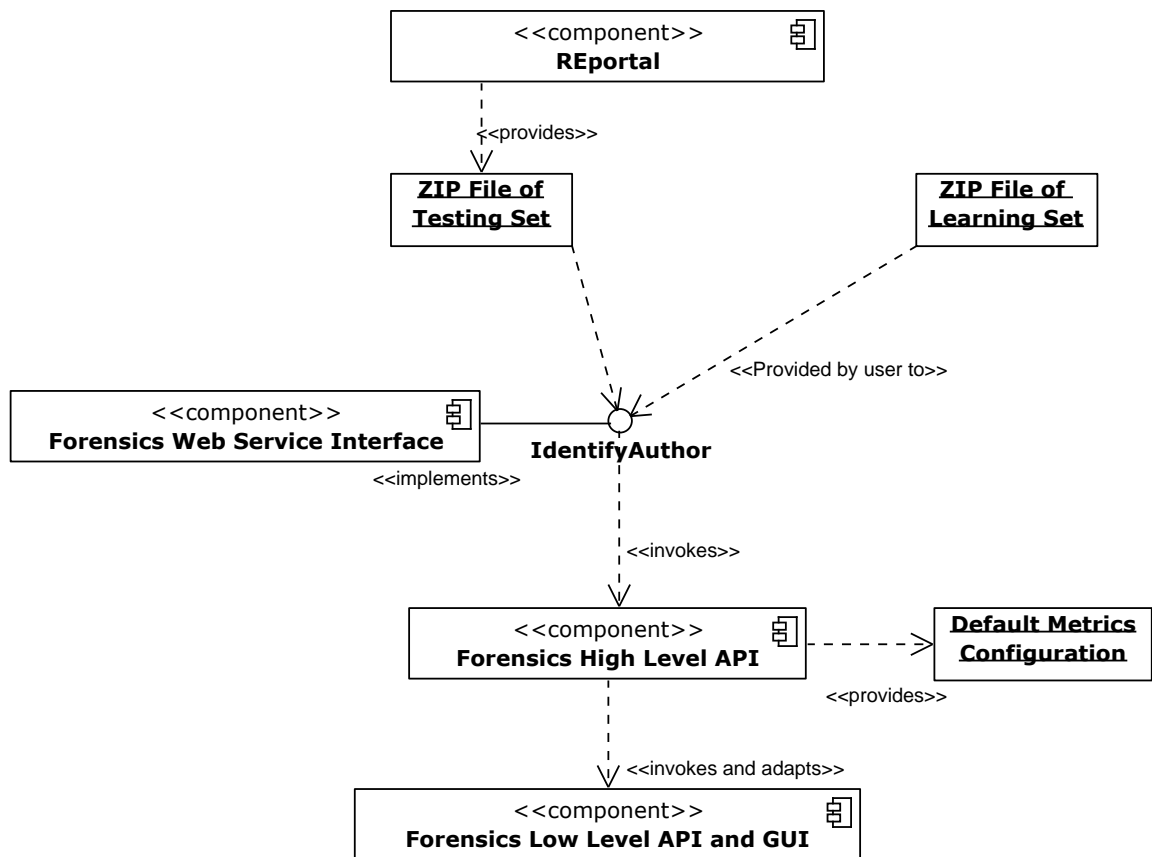 <<component>>
REportal
<<provides>>
ZIP File of
Testing Set
ZIP File of
Learning Set
<<Provided by user to>>
<<component>>
Forensics Web Service Interface
IdentifyAuthor
<<implements>>
<<invokes>>
<<component>>
Forensics High Level API
Default Metrics
Configuration
<<provides>>
<<invokes and adapts>>
<<component>>
Forensics Low Level API and GUI